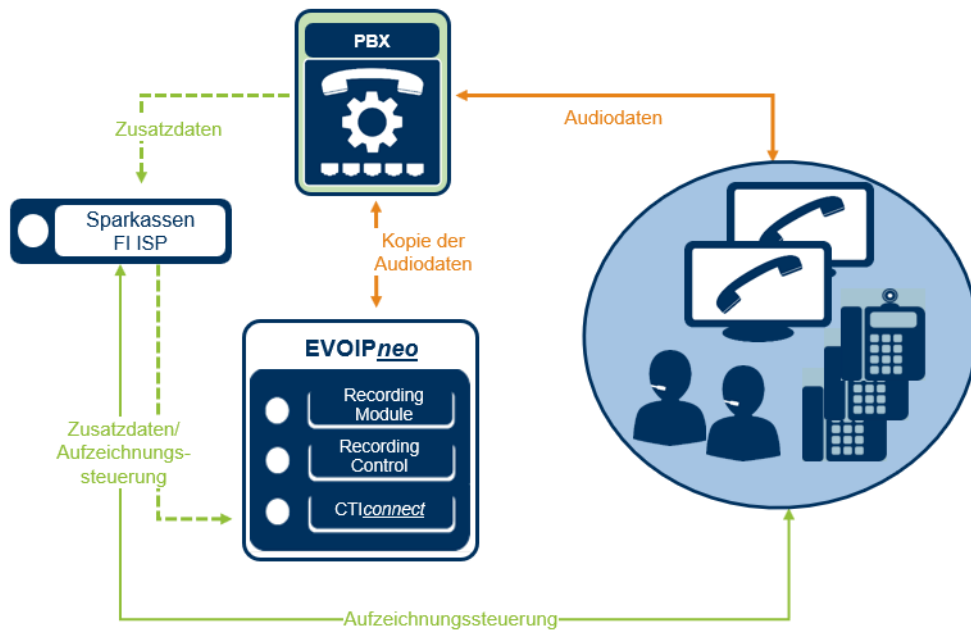 PBX
Audiodaten
Zusatzdaten
Sparkassen
FI ISP
Kopie der
Audiodaten
EVOIPneo
Recording
Module
Recording
Control
CTIconnect
Zusatzdaten/
Aufzeichnungs-
steuerung
Aufzeichnungssteuerung